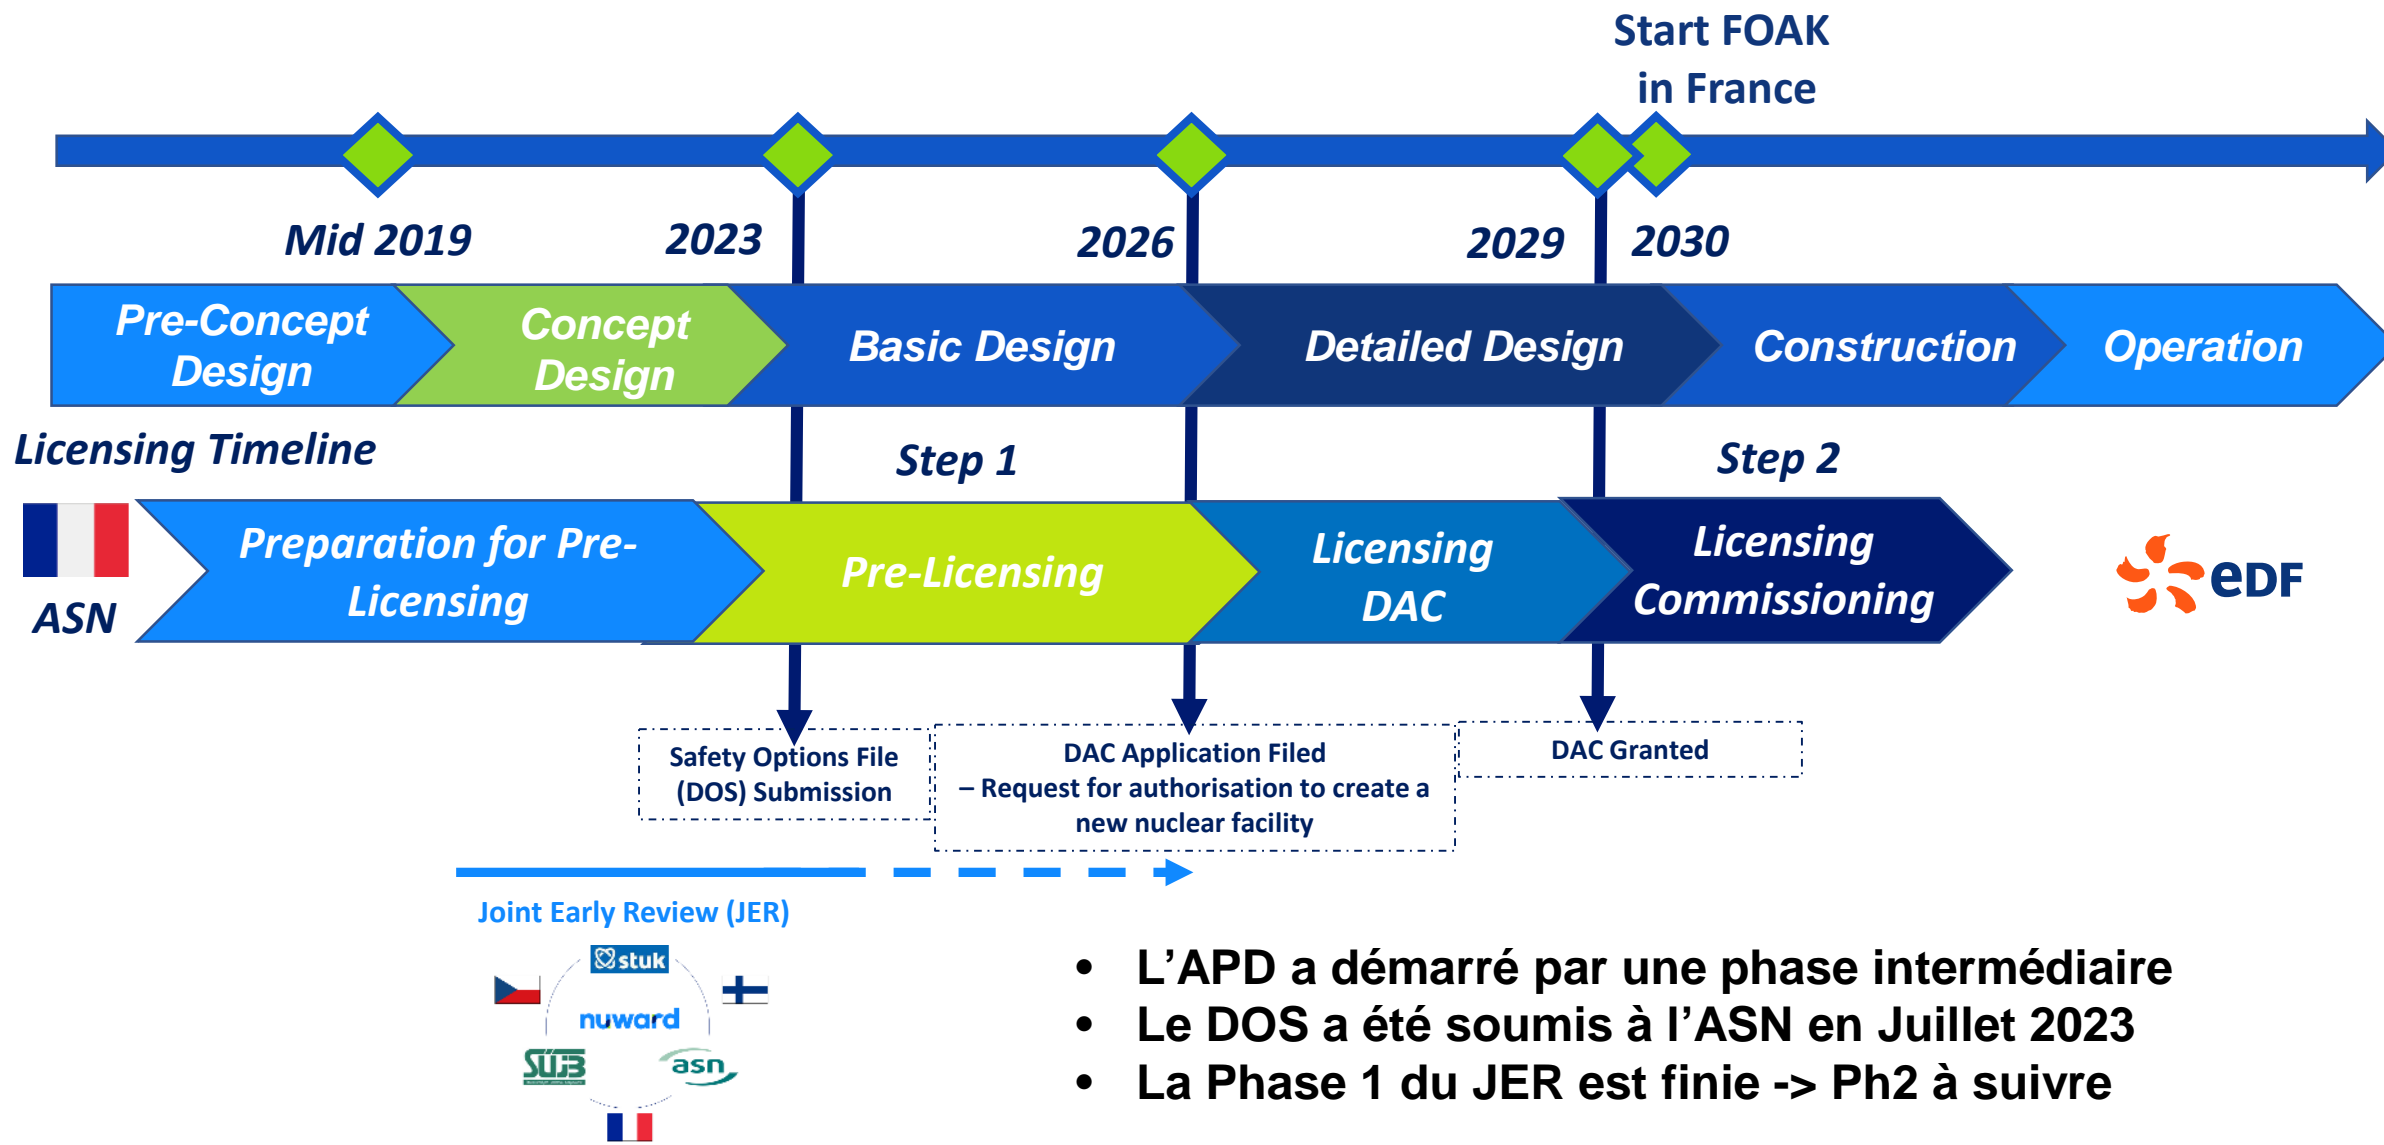 Start FOAK
in France
Mid 2019
2023
2026
2029
2030
Pre-Concept
Design
Concept
Design
Basic Design
Detailed Design
Construction
Operation
Licensing Timeline
Step 1
Step 2
ASN
Preparation for Pre-
Licensing
Pre-Licensing
Licensing
DAC
Licensing
Commissioning
eDF
Safety Options File
(DOS) Submission
DAC Application Filed
– Request for authorisation to create a
new nuclear facility
DAC Granted
Joint Early Review (JER)
stuk
nuward
SÚJB
asn
• L’APD a démarré par une phase intermédiaire
• Le DOS a été soumis à l’ASN en Juillet 2023
• La Phase 1 du JER est finie -> Ph2 à suivre